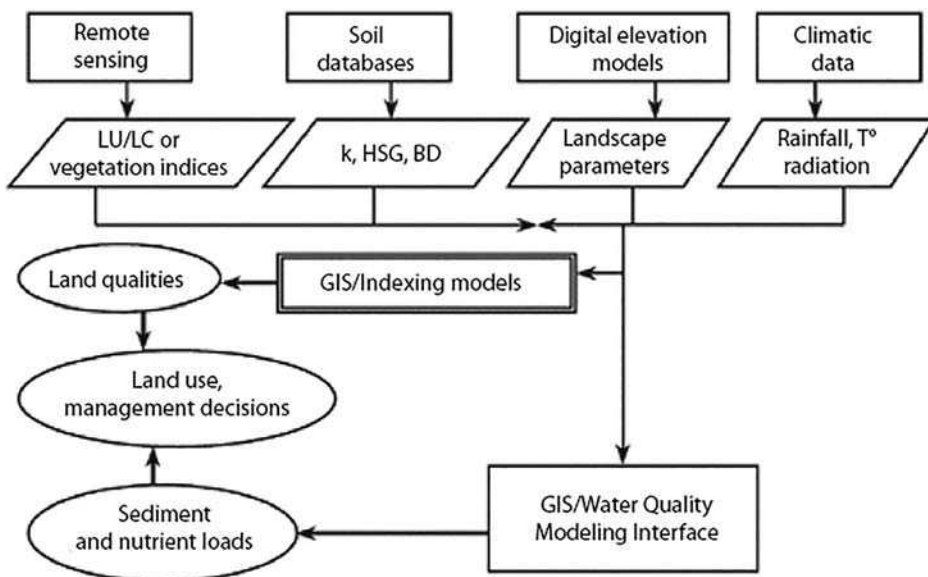 Remote
sensing
Soil
databases
Digital elevation
models
Climatic
data
LU/LC or
vegetation indices
k, HSG, BD
Landscape
parameters
Rainfall, T°
radiation
Land qualities
GIS/Indexing models
Land use,
management decisions
Sediment
and nutrient loads
GIS/Water Quality
Modeling Interface